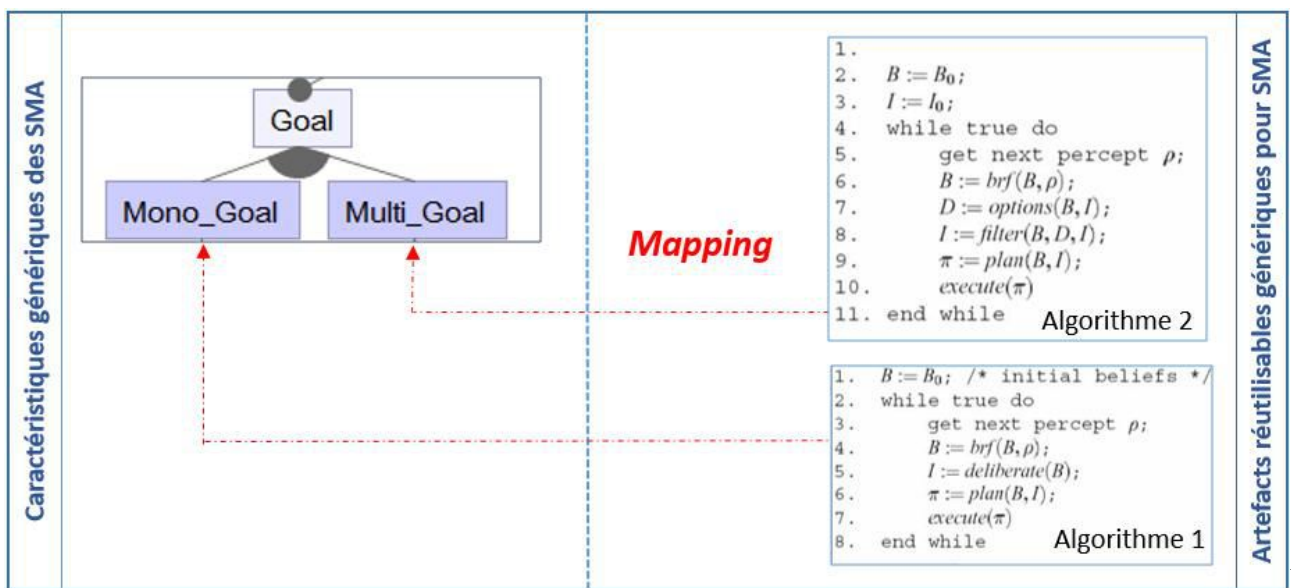 Caractéristiques génériques des SMA
Goal
Mono_Goal Multi_Goal
Mapping
1.
2. B := B₀;
3. I := I₀;
4. while true do
5. get next percept ρ;
6. B := brf(B,ρ);
7. D := options(B,I);
8. I := filter(B,D,I);
9. π := plan(B,I);
10. execute(π)
11. end while
Algorithme 2
1. B := B₀; /* initial beliefs */
2. while true do
3. get next percept ρ;
4. B := brf(B,ρ);
5. I := deliberate(B);
6. π := plan(B,I);
7. execute(π)
8. end while
Algorithme 1
Artefacts réutilisables génériques pour SMA